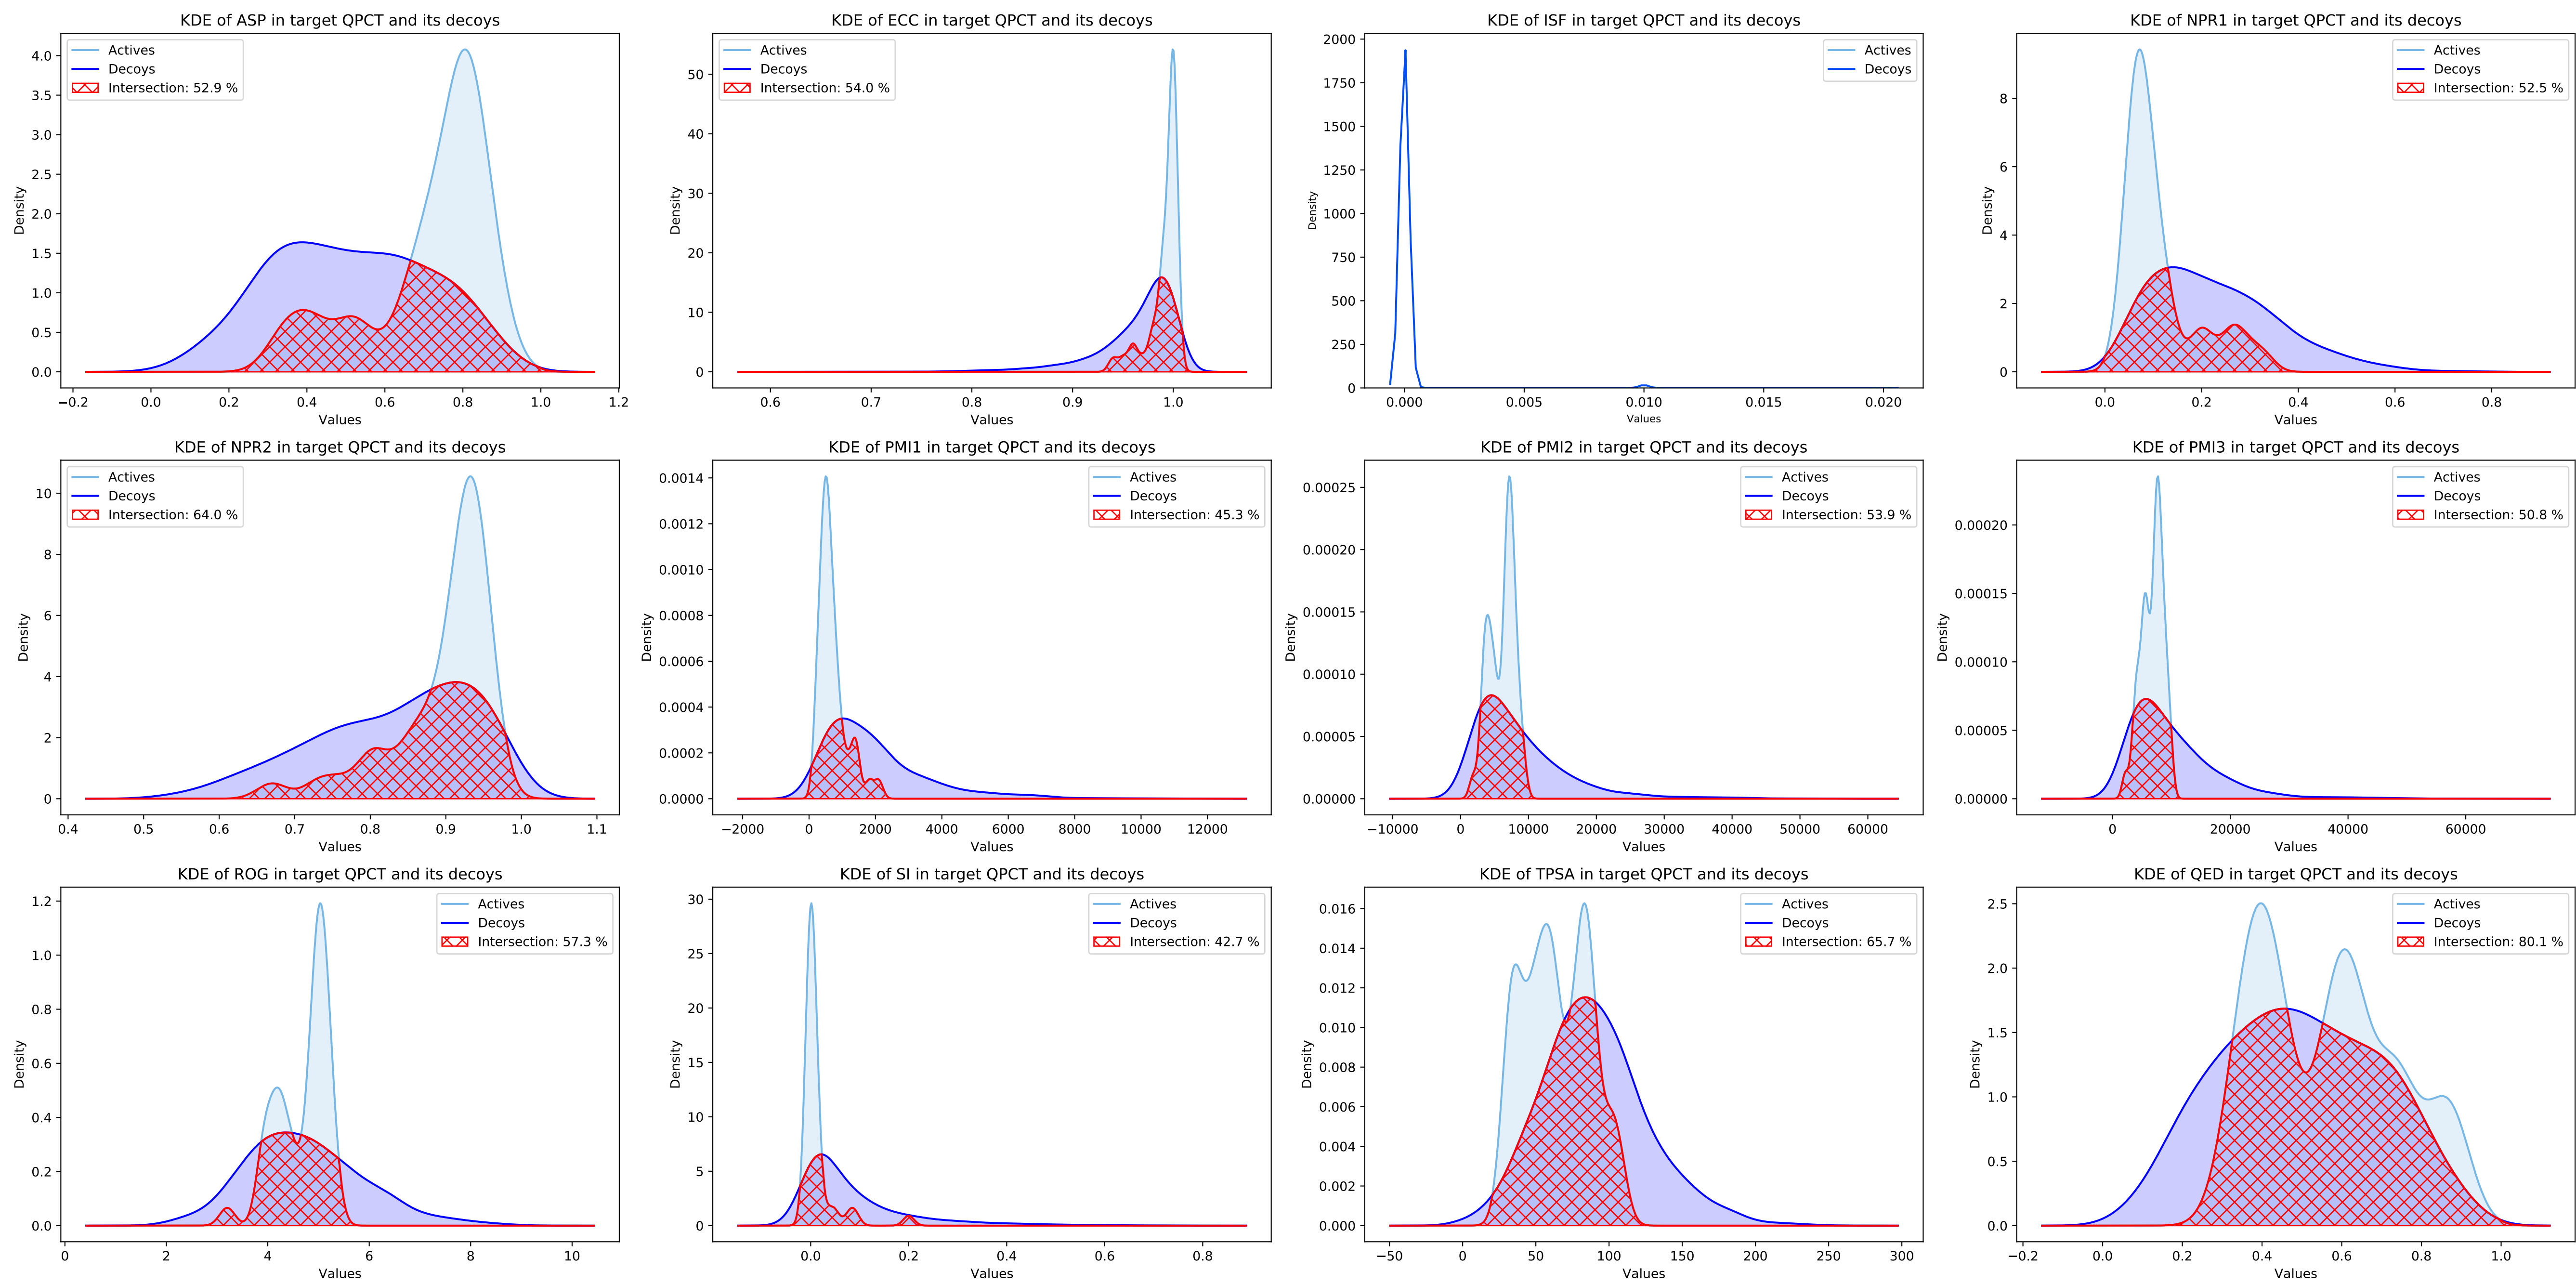 KDE of ASP in target QPCT and its decoys
Actives
Decoys
Intersection: 52.9 %
Density
4.0
3.5
3.0
2.5
2.0
1.5
1.0
0.5
0.0
−0.2 0.0 0.2 0.4 0.6 0.8 1.0 1.2
Values
KDE of ECC in target QPCT and its decoys
Actives
Decoys
Intersection: 54.0 %
Density
50
40
30
20
10
0
0.6 0.7 0.8 0.9 1.0
Values
KDE of ISF in target QPCT and its decoys
Actives
Decoys
Density
2000
1750
1500
1250
1000
750
500
250
0
0.000 0.005 0.010 0.015 0.020
Values
KDE of NPR1 in target QPCT and its decoys
Actives
Decoys
Intersection: 52.5 %
Density
8
6
4
2
0
0.0 0.2 0.4 0.6 0.8
Values
KDE of NPR2 in target QPCT and its decoys
Actives
Decoys
Intersection: 64.0 %
Density
10
8
6
4
2
0
0.4 0.5 0.6 0.7 0.8 0.9 1.0 1.1
Values
KDE of PMI1 in target QPCT and its decoys
Actives
Decoys
Intersection: 45.3 %
Density
0.0014
0.0012
0.0010
0.0008
0.0006
0.0004
0.0002
0.0000
−2000 0 2000 4000 6000 8000 10000 12000
Values
KDE of PMI2 in target QPCT and its decoys
Actives
Decoys
Intersection: 53.9 %
Density
0.00025
0.00020
0.00015
0.00010
0.00005
0.00000
−10000 0 10000 20000 30000 40000 50000 60000
Values
KDE of PMI3 in target QPCT and its decoys
Actives
Decoys
Intersection: 50.8 %
Density
0.00020
0.00015
0.00010
0.00005
0.00000
0 20000 40000 60000
Values
KDE of ROG in target QPCT and its decoys
Actives
Decoys
Intersection: 57.3 %
Density
1.2
1.0
0.8
0.6
0.4
0.2
0.0
0 2 4 6 8 10
Values
KDE of SI in target QPCT and its decoys
Actives
Decoys
Intersection: 42.7 %
Density
30
25
20
15
10
5
0
0.0 0.2 0.4 0.6 0.8
Values
KDE of TPSA in target QPCT and its decoys
Actives
Decoys
Intersection: 65.7 %
Density
0.016
0.014
0.012
0.010
0.008
0.006
0.004
0.002
0.000
−50 0 50 100 150 200 250 300
Values
KDE of QED in target QPCT and its decoys
Actives
Decoys
Intersection: 80.1 %
Density
2.5
2.0
1.5
1.0
0.5
0.0
−0.2 0.0 0.2 0.4 0.6 0.8 1.0
Values